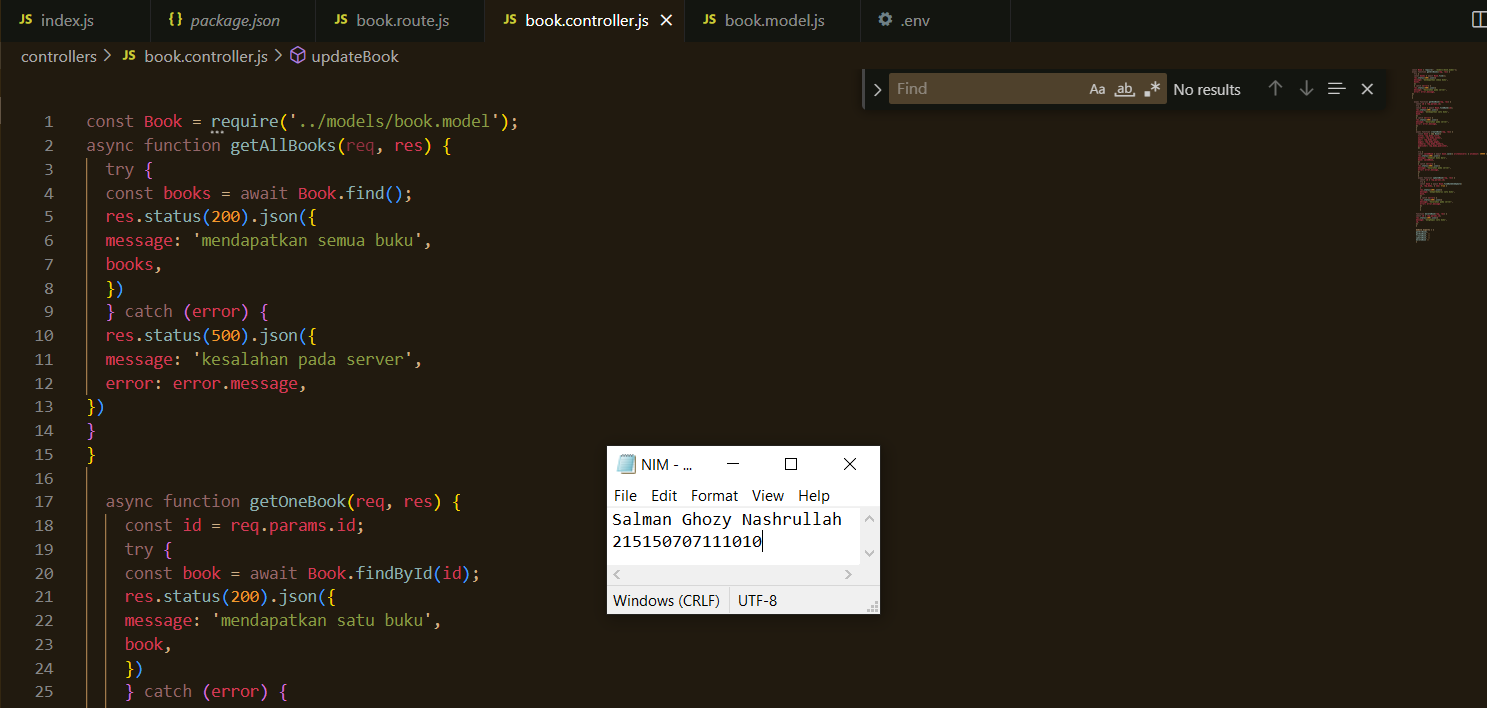 JS index.js {} package.json JS book.route.js JS book.controller.js JS book.model.js .env
controllers > JS book.controller.js > updateBook
Find Aa ab .* No results
1 const Book = require('../models/book.model');
2 async function getAllBooks(req, res) {
3 try {
4 const books = await Book.find();
5 res.status(200).json({
6 message: 'mendapatkan semua buku',
7 books,
8 })
9 } catch (error) {
10 res.status(500).json({
11 message: 'kesalahan pada server',
12 error: error.message,
13 })
14 }
15 }
16
17 async function getOneBook(req, res) {
18 const id = req.params.id;
19 try {
20 const book = await Book.findById(id);
21 res.status(200).json({
22 message: 'mendapatkan satu buku',
23 book,
24 })
25 } catch (error) {
NIM - ...
File Edit Format View Help
Salman Ghozy Nashrullah
215150707111010
Windows (CRLF) UTF-8